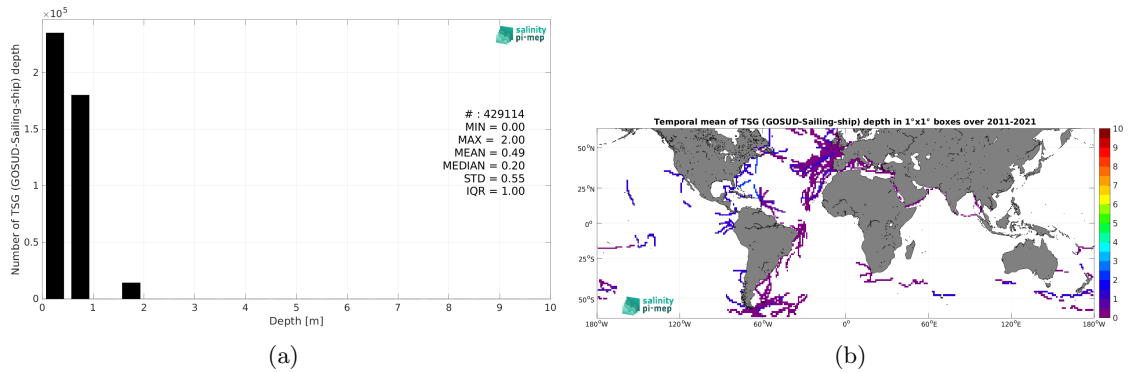 ×10⁵
2
1.5
1
0.5
0
Number of TSG (GOSUD-Sailing-ship) depth
salinity
pi-mep
# : 429114
MIN = 0.00
MAX = 2.00
MEAN = 0.49
MEDIAN = 0.20
STD = 0.55
IQR = 1.00
0 1 2 3 4 5 6 7 8 9 10
Depth [m]
(a)
Temporal mean of TSG (GOSUD-Sailing-ship) depth in 1°x1° boxes over 2011-2021
50°N
25°N
0°
25°S
50°S
180°W 120°W 60°W 0°W 60°E 120°E 180°W
10
9
8
7
6
5
4
3
2
1
0
salinity
pi-mep
(b)